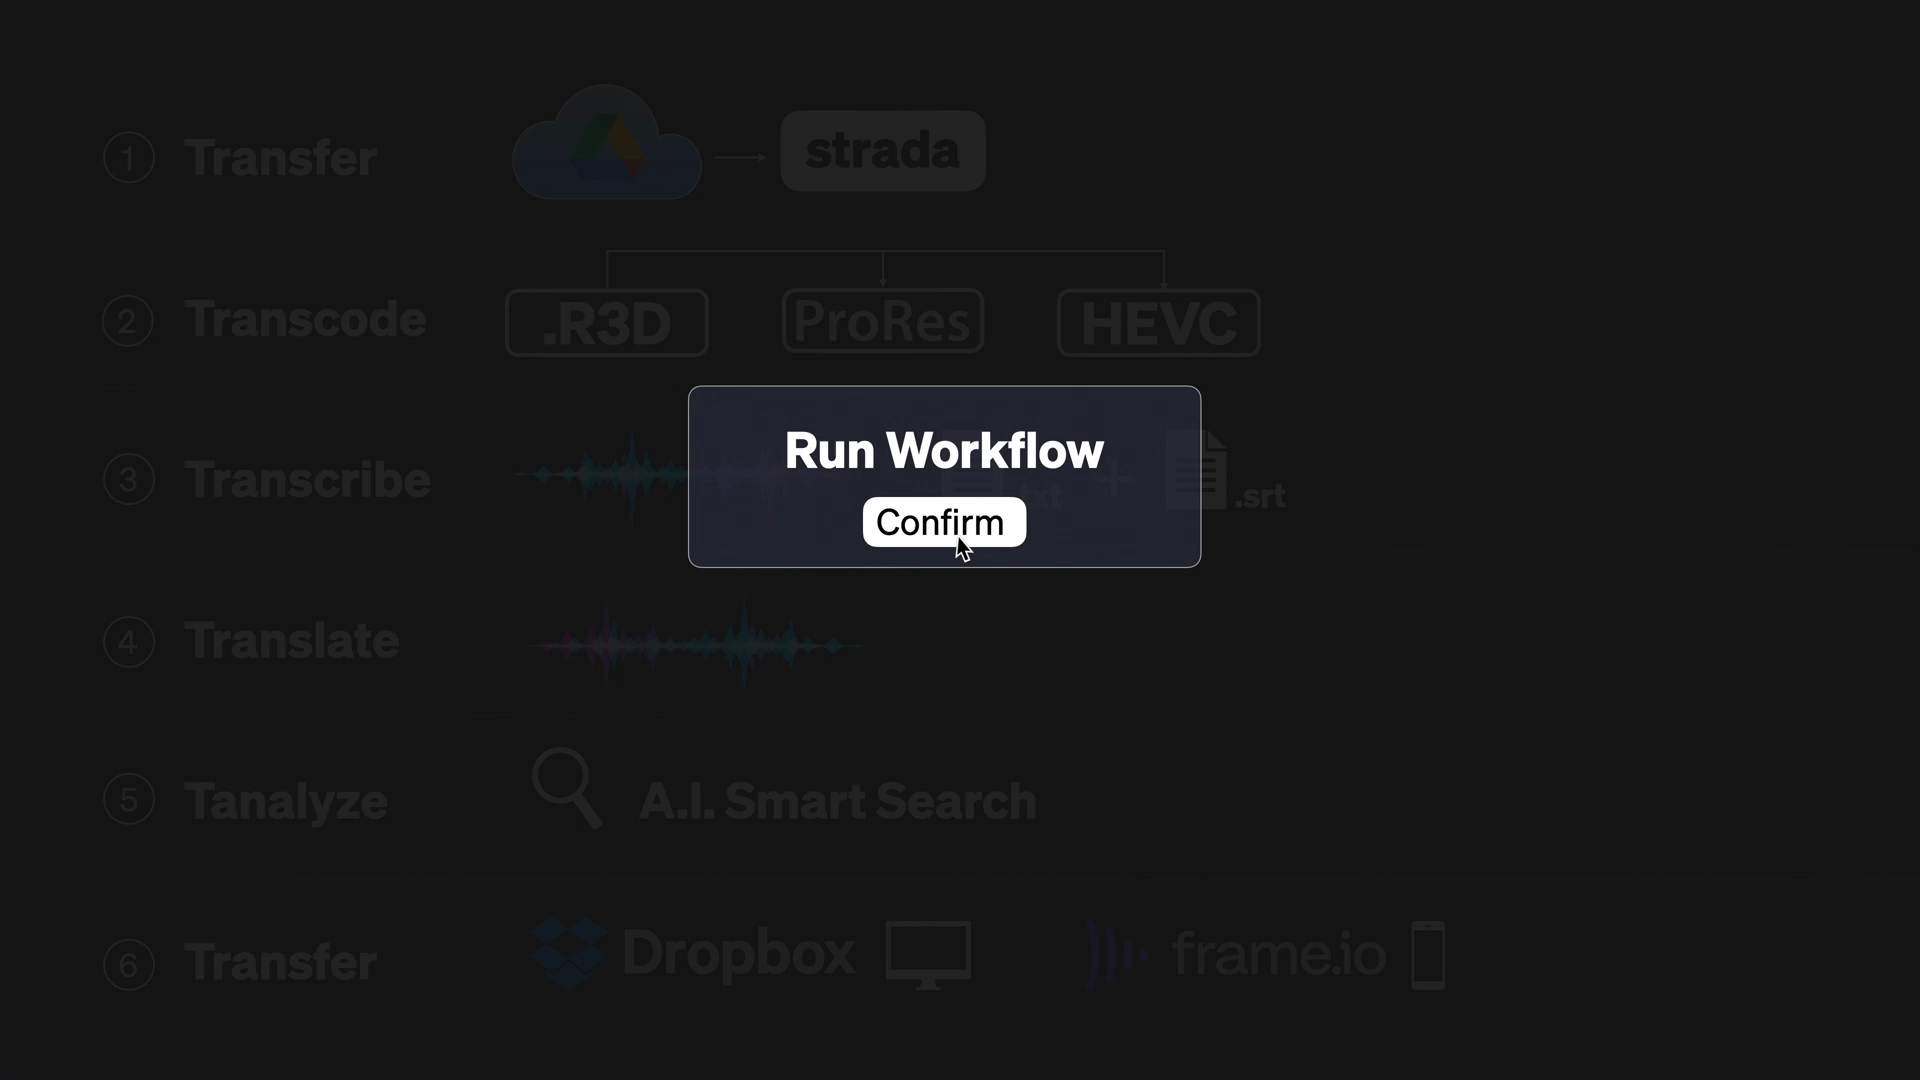 1 Transfer strada
2 Transcode .R3D ProRes HEVC
Run Workflow
3 Transcribe .txt + .srt
Confirm
4 Translate
5 Tanalyze A.I. Smart Search
6 Transfer Dropbox frame.io